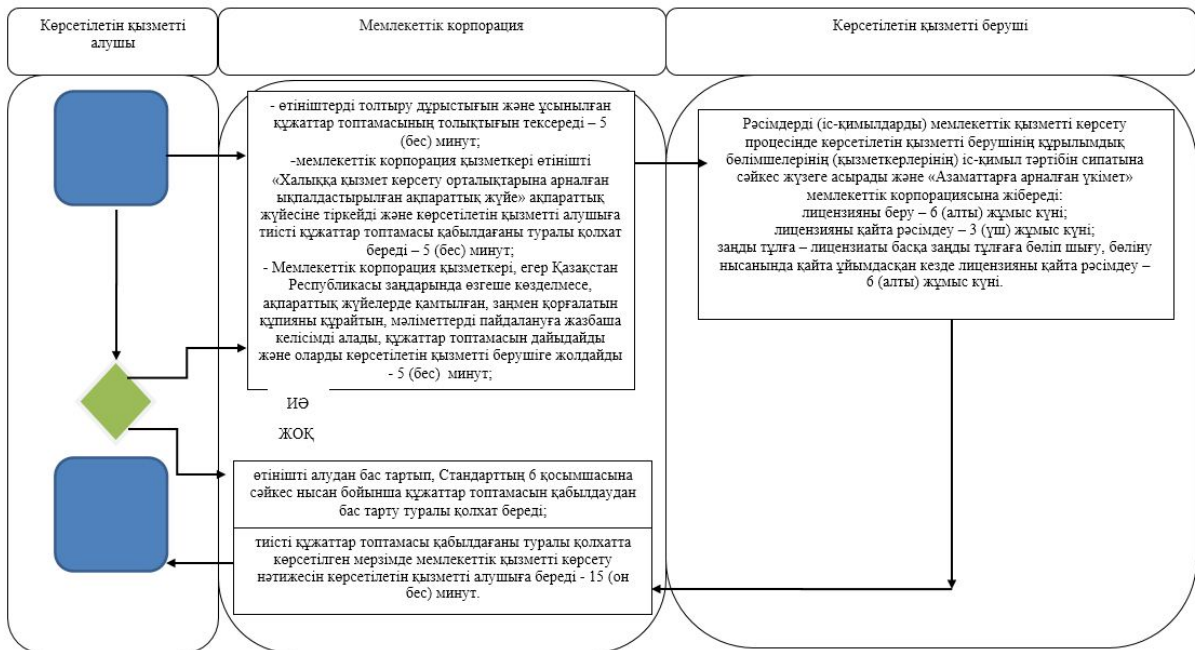 Көрсетілетін қызметті
алушы
Мемлекеттік корпорация
Көрсетілетін қызметті беруші
- өтініштерді толтыру дұрыстығын және ұсынылған
құжаттар топтамасының толықтығын тексереді – 5
(бес) минут;
-мемлекеттік корпорация қызметкері өтінішті
«Халыққа қызмет көрсету орталықтарына арналған
ықпалдастырылған ақпараттық жүйе» ақпараттық
жүйесіне тіркейді және көрсетілетін қызметті алушыға
тиісті құжаттар топтамасы қабылдағаны туралы қолхат
береді – 5 (бес) минут;
- Мемлекеттік корпорация қызметкері, егер Қазақстан
Республикасы заңдарында өзгеше көзделмесе,
ақпараттық жүйелерде қамтылған, заңмен қорғалатын
құпияны құрайтын, мәліметтерді пайдалануға жазбаша
келісімді алады, құжаттар топтамасын дайыдайды
және оларды көрсетілетін қызметті берушіге жолдайды
- 5 (бес) минут;
Рәсімдерді (іс-қимылдарды) мемлекеттік қызметті көрсету
процесінде көрсетілетін қызметті берушінің құрылымдық
бөлімшелерінің (қызметкерлерінің) іс-қимыл тәртібін сипатына
сәйкес жүзеге асырады және «Азаматтарға арналған үкімет»
мемлекеттік корпорациясына жібереді:
лицензияны беру – 6 (алты) жұмыс күні;
лицензияны қайта рәсімдеу – 3 (үш) жұмыс күні;
заңды тұлға – лицензиаты басқа заңды тұлғаға бөліп шығу, бөліну
нысанында қайта ұйымдасқан кезде лицензияны қайта рәсімдеу –
6 (алты) жұмыс күні.
ИӘ
ЖОҚ
өтінішті алудан бас тартып, Стандарттың 6 қосымшасына
сәйкес нысан бойынша құжаттар топтамасын қабылдаудан
бас тарту туралы қолхат береді;
тиісті құжаттар топтамасы қабылдағаны туралы қолхатта
көрсетілген мерзімде мемлекеттік қызметті көрсету
нәтижесін көрсетілетін қызметті алушыға береді - 15 (он
бес) минут.